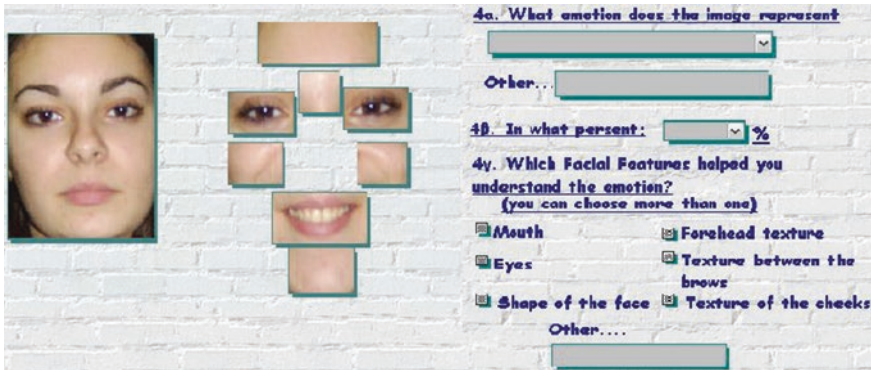 4α. What emotion does the image represent
Other...
4β. In what persent: %
4γ. Which Facial Features helped you
understand the emotion?
(you can choose more than one)
Mouth
Forehead texture
Eyes
Texture between the
brows
Shape of the face
Texture of the cheeks
Other....